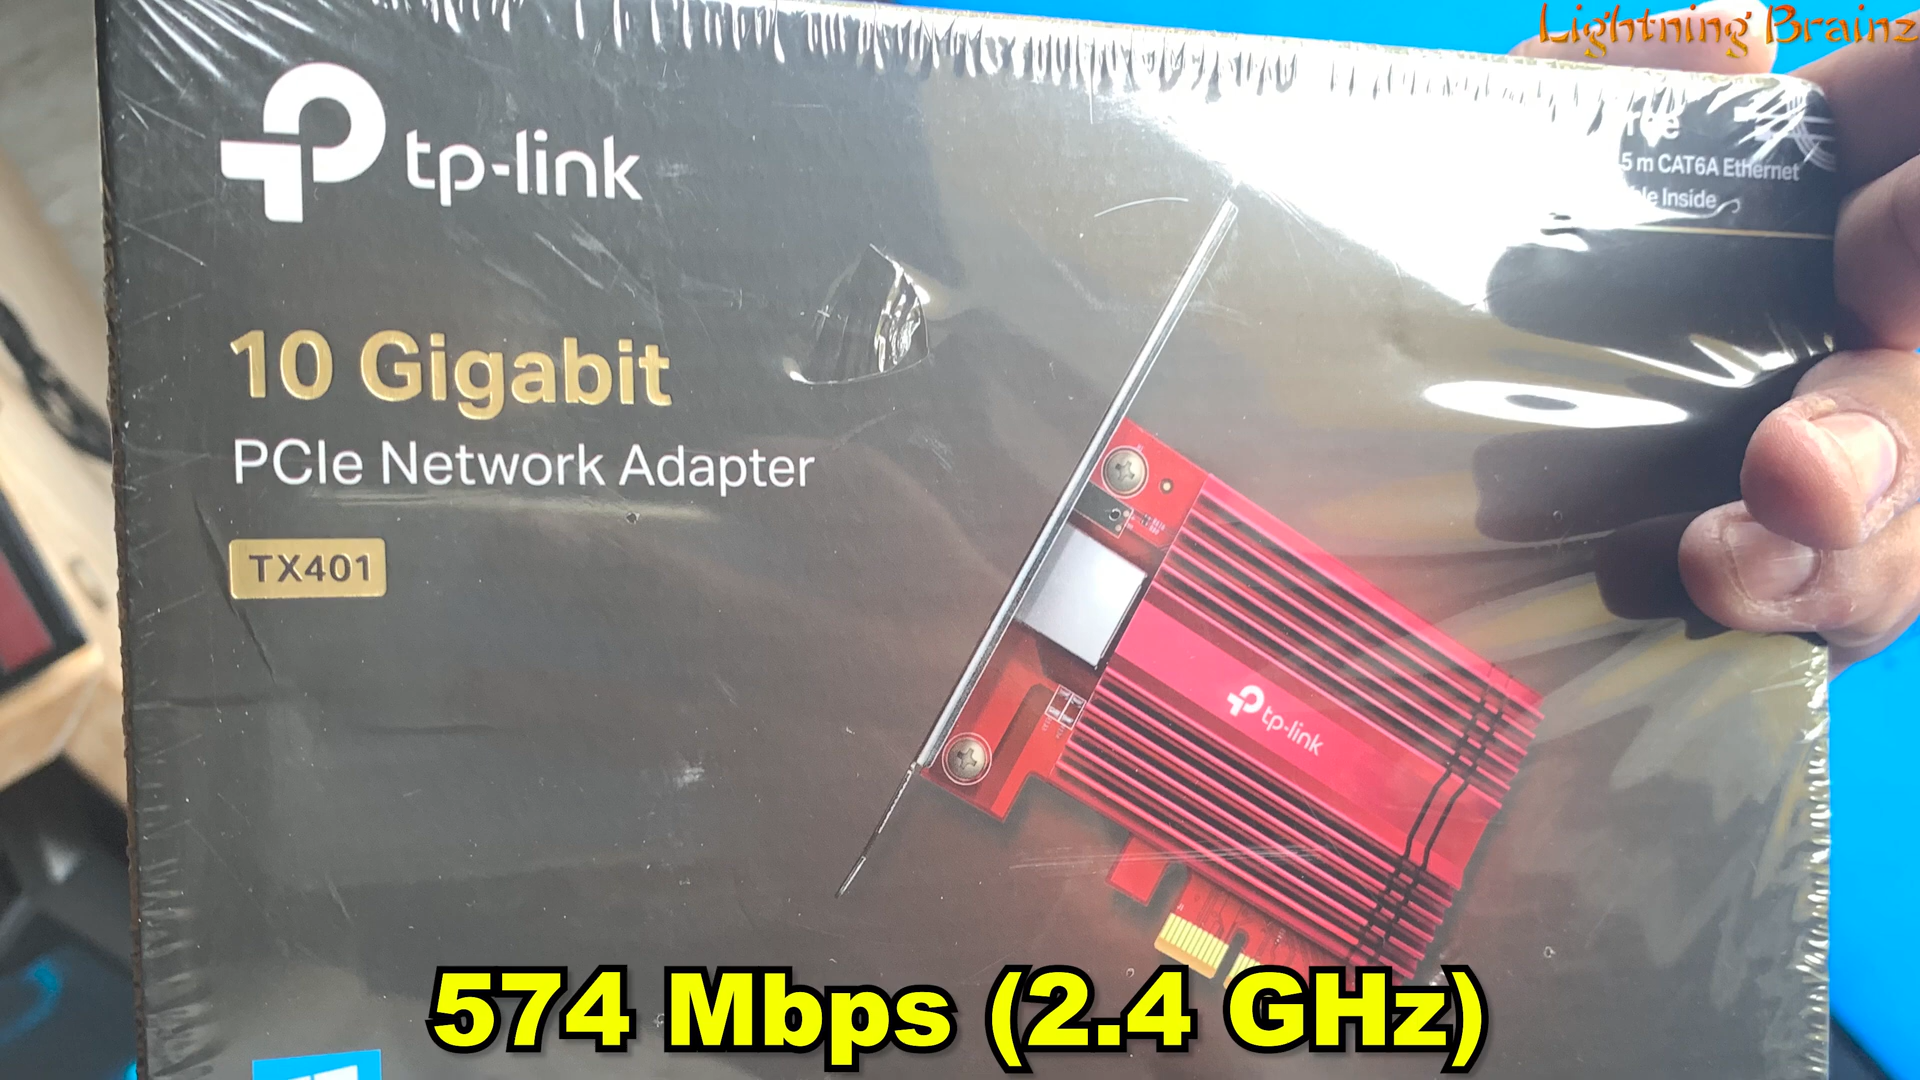 Lightning Brainz
tp-link
5 m CAT6A Ethernet
Inside
10 Gigabit
PCIe Network Adapter
TX401
tp-link
574 Mbps (2.4 GHz)